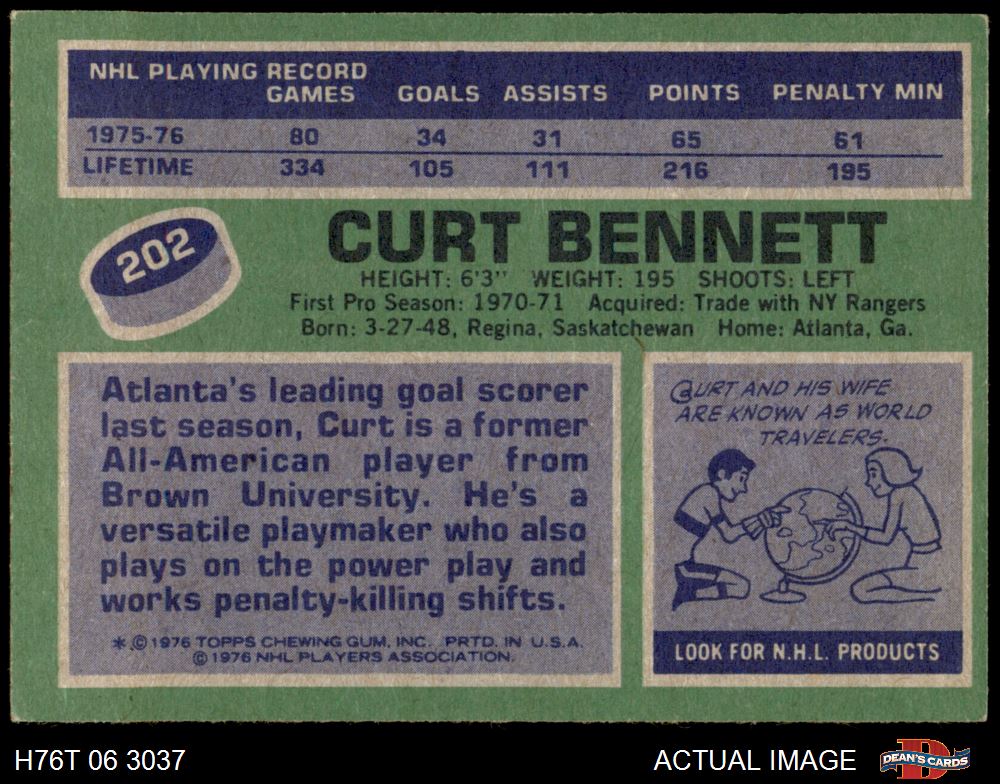 NHL PLAYING RECORD
GAMES GOALS ASSISTS POINTS PENALTY MIN
1975-76 80 34 31 65 61
LIFETIME 334 105 111 216 195
202
CURT BENNETT
HEIGHT: 6'3" WEIGHT: 195 SHOOTS: LEFT
First Pro Season: 1970-71 Acquired: Trade with NY Rangers
Born: 3-27-48, Regina, Saskatchewan Home: Atlanta, Ga.
Atlanta's leading goal scorer
last season, Curt is a former
All-American player from
Brown University. He's a
versatile playmaker who also
plays on the power play and
works penalty-killing shifts.
* © 1976 TOPPS CHEWING GUM, INC. PRTD. IN U.S.A.
© 1976 NHL PLAYERS ASSOCIATION.
CURT AND HIS WIFE
ARE KNOWN AS WORLD
TRAVELERS.
LOOK FOR N.H.L. PRODUCTS
H76T 06 3037
ACTUAL IMAGE
D
DEAN'S CARDS